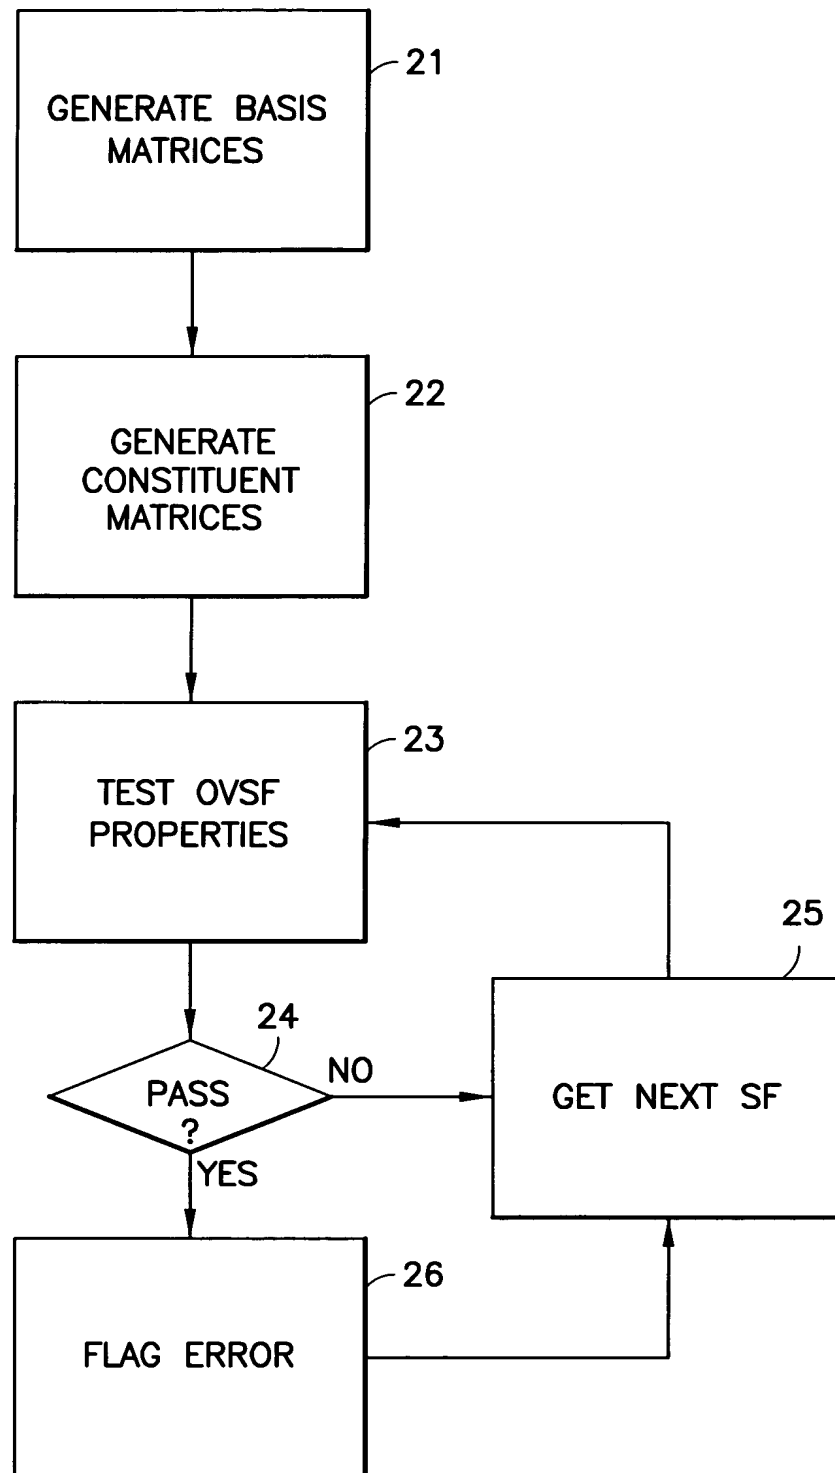 21
GENERATE BASIS
MATRICES
22
GENERATE
CONSTITUENT
MATRICES
23
TEST OVSF
PROPERTIES
25
24
PASS
?
NO
GET NEXT SF
YES
26
FLAG ERROR